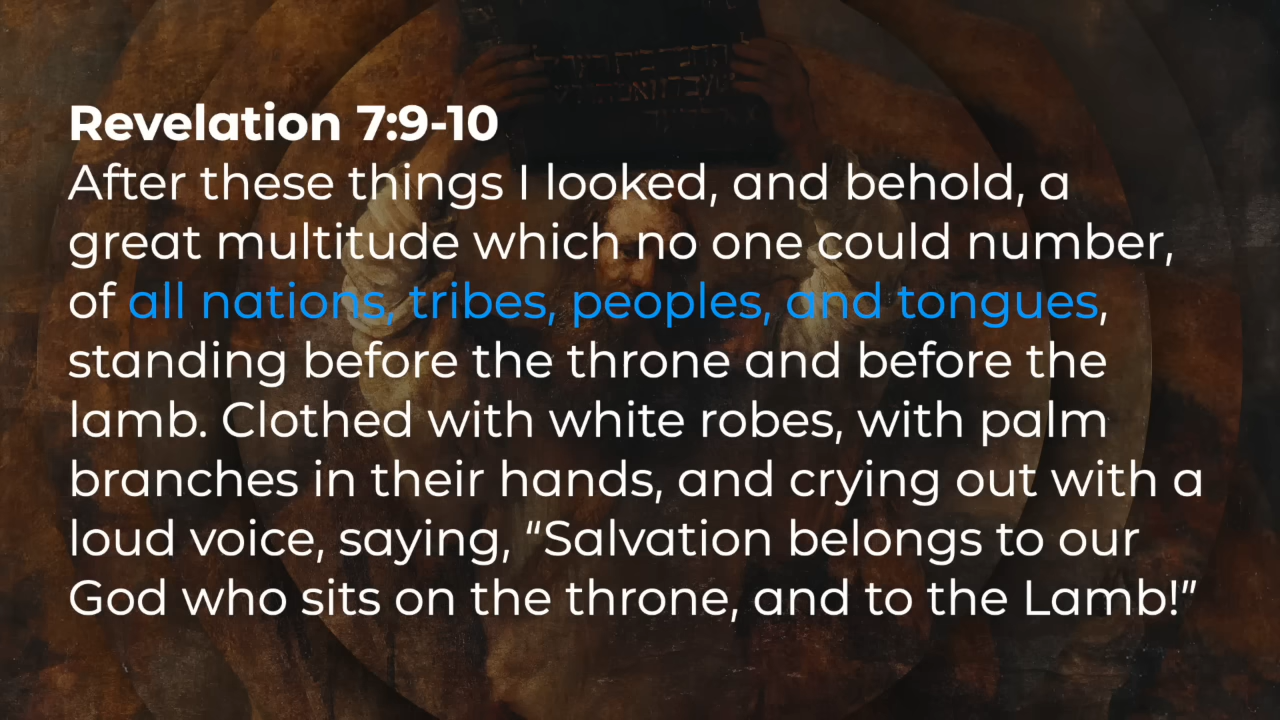 Revelation 7:9-10
After these things I looked, and behold, a
great multitude which no one could number,
of all nations, tribes, peoples, and tongues,
standing before the throne and before the
lamb. Clothed with white robes, with palm
branches in their hands, and crying out with a
loud voice, saying, “Salvation belongs to our
God who sits on the throne, and to the Lamb!”